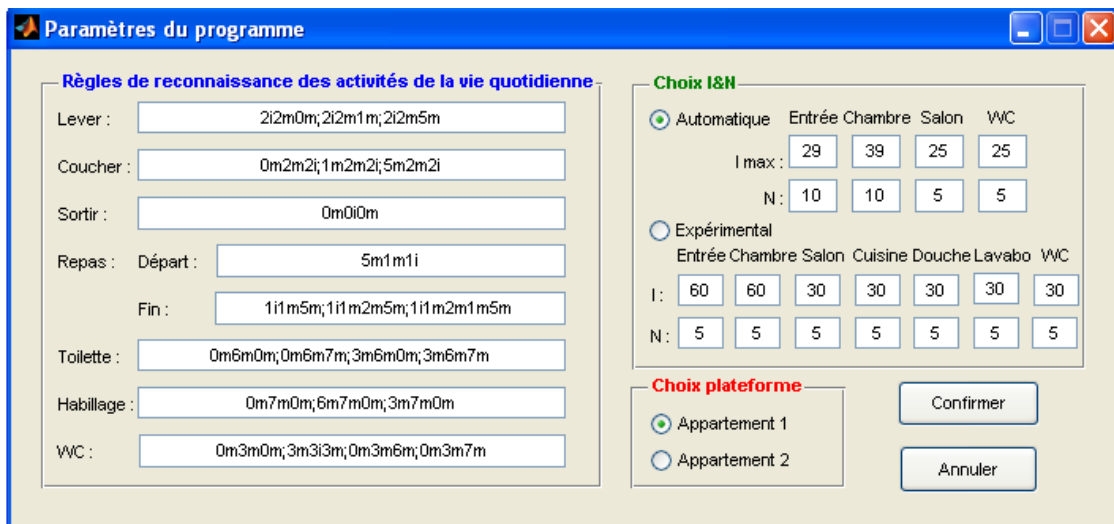 Paramètres du programme
Règles de reconnaissance des activités de la vie quotidienne
Lever : 2i2m0m;2i2m1m;2i2m5m
Coucher : 0m2m2i;1m2m2i;5m2m2i
Sortir : 0m0i0m
Repas : Départ : 5m1m1i
Fin : 1i1m5m;1i1m2m5m;1i1m2m1m5m
Toilette : 0m6m0m;0m6m7m;3m6m0m;3m6m7m
Habillage : 0m7m0m;6m7m0m;3m7m0m
WC : 0m3m0m;3m3i3m;0m3m6m;0m3m7m
Choix I&N
Automatique Entrée Chambre Salon WC
I max : 29 39 25 25
N : 10 10 5 5
Expérimental
Entrée Chambre Salon Cuisine Douche Lavabo WC
I : 60 60 30 30 30 30 30
N : 5 5 5 5 5 5 5
Choix plateforme
Appartement 1
Appartement 2
Confirmer
Annuler